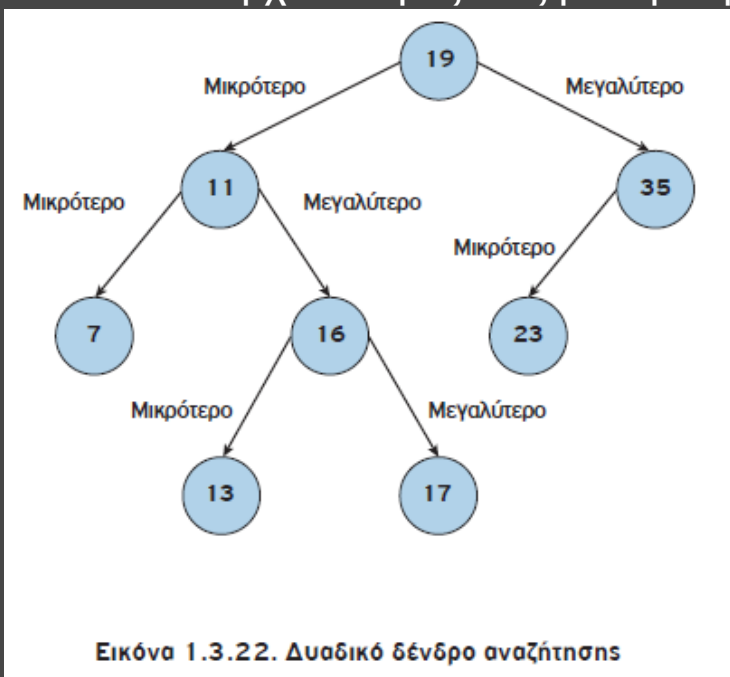 19
Μικρότερο
Μεγαλύτερο
11
35
Μικρότερο
Μεγαλύτερο
Μικρότερο
7
16
23
Μικρότερο
Μεγαλύτερο
13
17
Εικόνα 1.3.22. Δυαδικό δένδρο αναζήτησης